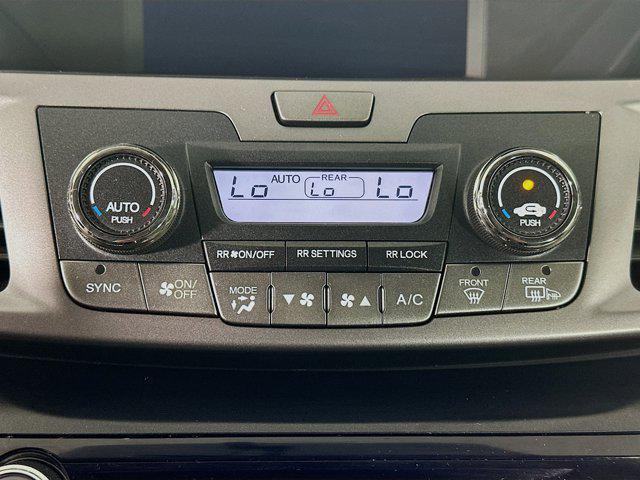 AUTO REAR
Lo Lo Lo
AUTO
PUSH
PUSH
RR ON/OFF RR SETTINGS RR LOCK
SYNC
ON/
OFF
MODE
A/C
FRONT
REAR